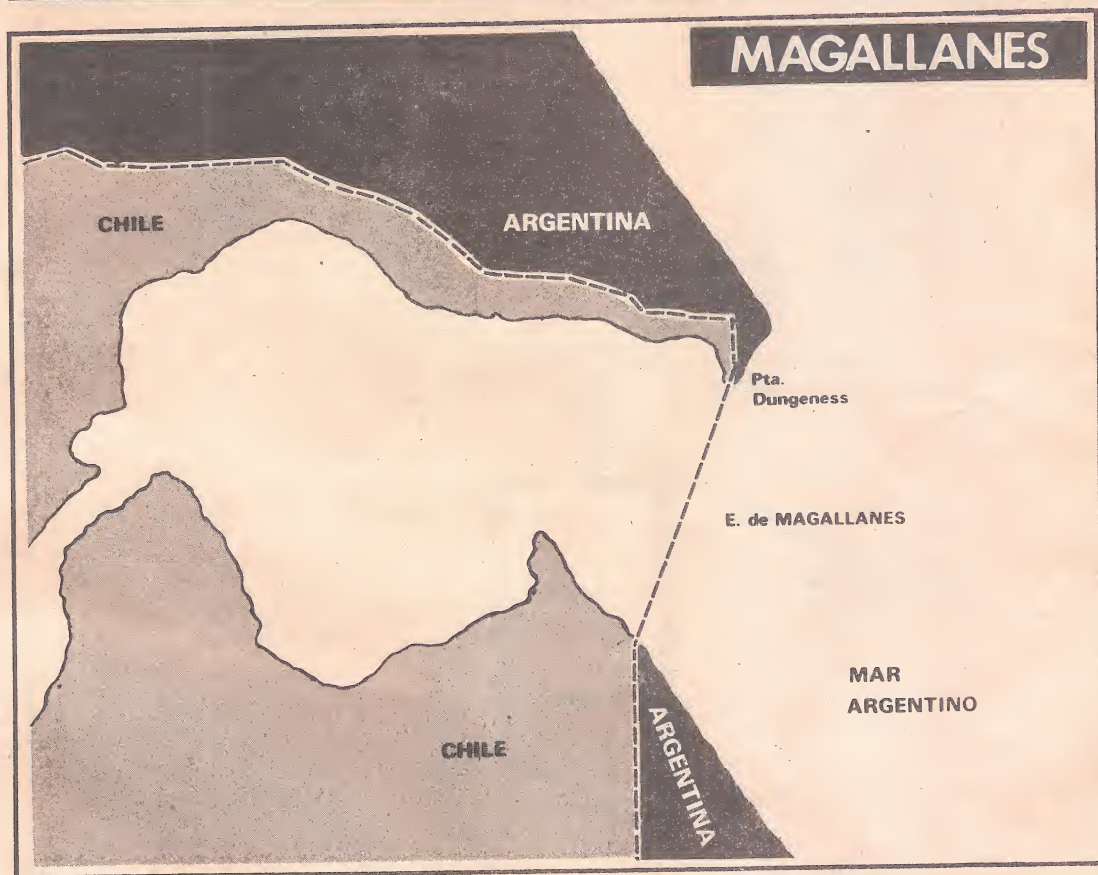 MAGALLANES
CHILE
ARGENTINA
Pta.
Dungeness
E. de MAGALLANES
MAR
ARGENTINO
CHILE
ARGENTINA